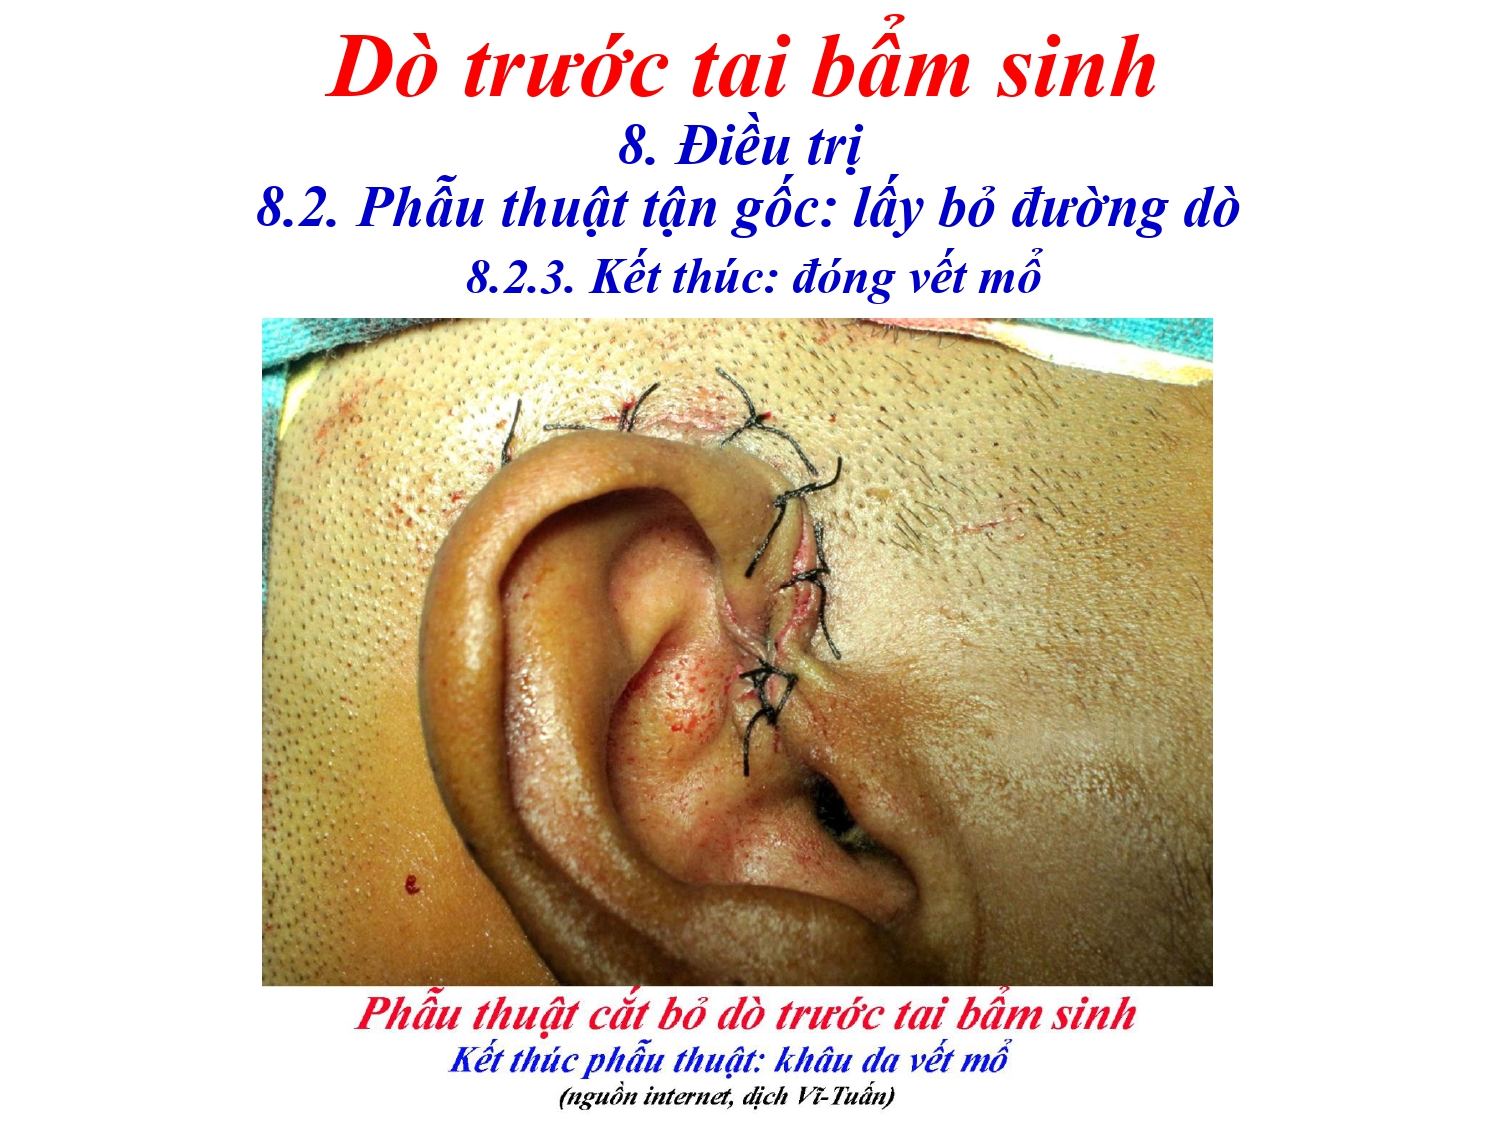 Dò trước tai bẩm sinh
8. Điều trị
8.2. Phẫu thuật tận gốc: lấy bỏ đường dò
8.2.3. Kết thúc: đóng vết mổ
Phẫu thuật cắt bỏ dò trước tai bẩm sinh
Kết thúc phẫu thuật: khâu da vết mổ
(nguồn internet, dịch Vĩ-Tuấn)